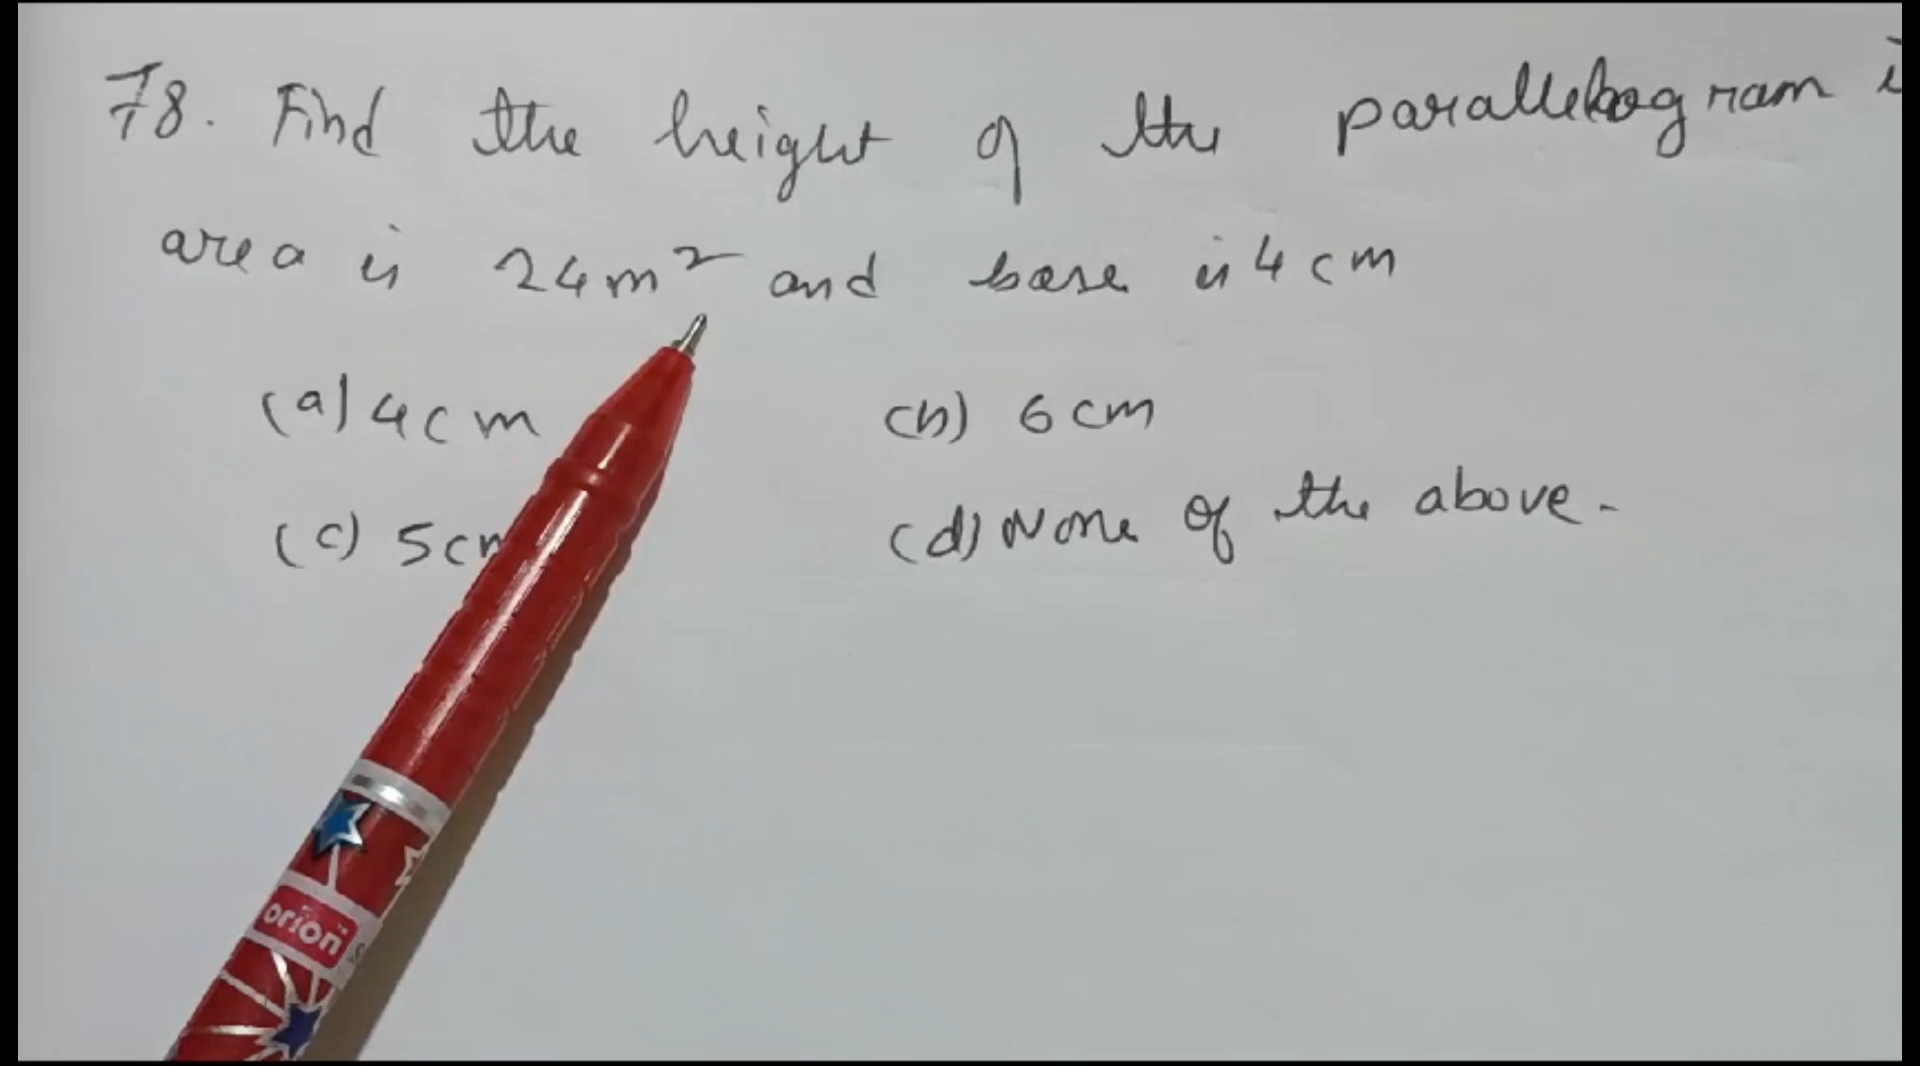 78. Find the height of the parallelogram i
area is 24m² and base is 4cm
(a) 4cm (b) 6cm
(c) 5cm (d) None of the above.
orion